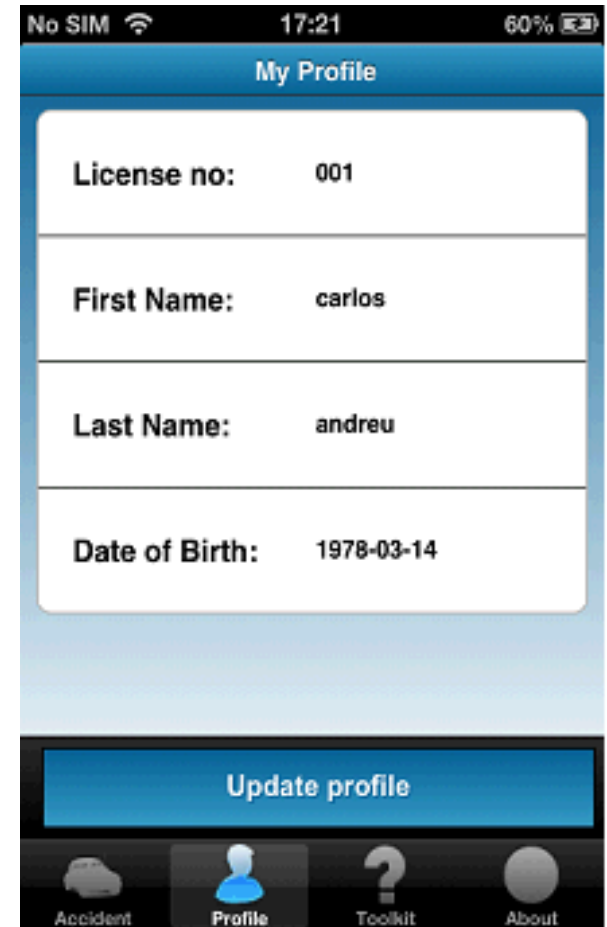 No SIM 17:21 60%
My Profile
License no: 001
First Name: carlos
Last Name: andreu
Date of Birth: 1978-03-14
Update profile
Accident Profile Toolkit About